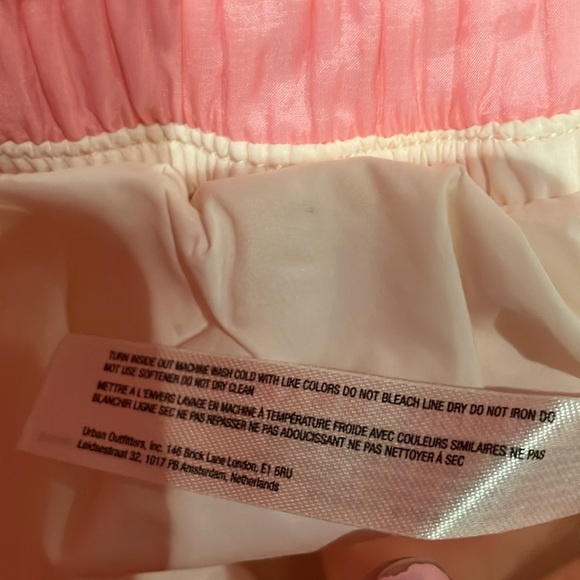 TURN INSIDE OUT MACHINE WASH COLD WITH LIKE COLORS DO NOT BLEACH LINE DRY DO NOT IRON DO
NOT USE SOFTENER DO NOT DRY CLEAN
METTRE A L'ENVERS LAVAGE EN MACHINE À TEMPÉRATURE FROIDE AVEC COULEURS SIMILAIRES NE PAS
BLANCHIR LIGNE SEC NE PAS REPASSER NE PAS ADOUCISSANT NE PAS NETTOYER À SEC
Urban Outfitters, Inc. 146 Brick Lane London, E1 6RU
Leidsestraat 32, 1017 PB Amsterdam, Netherlands